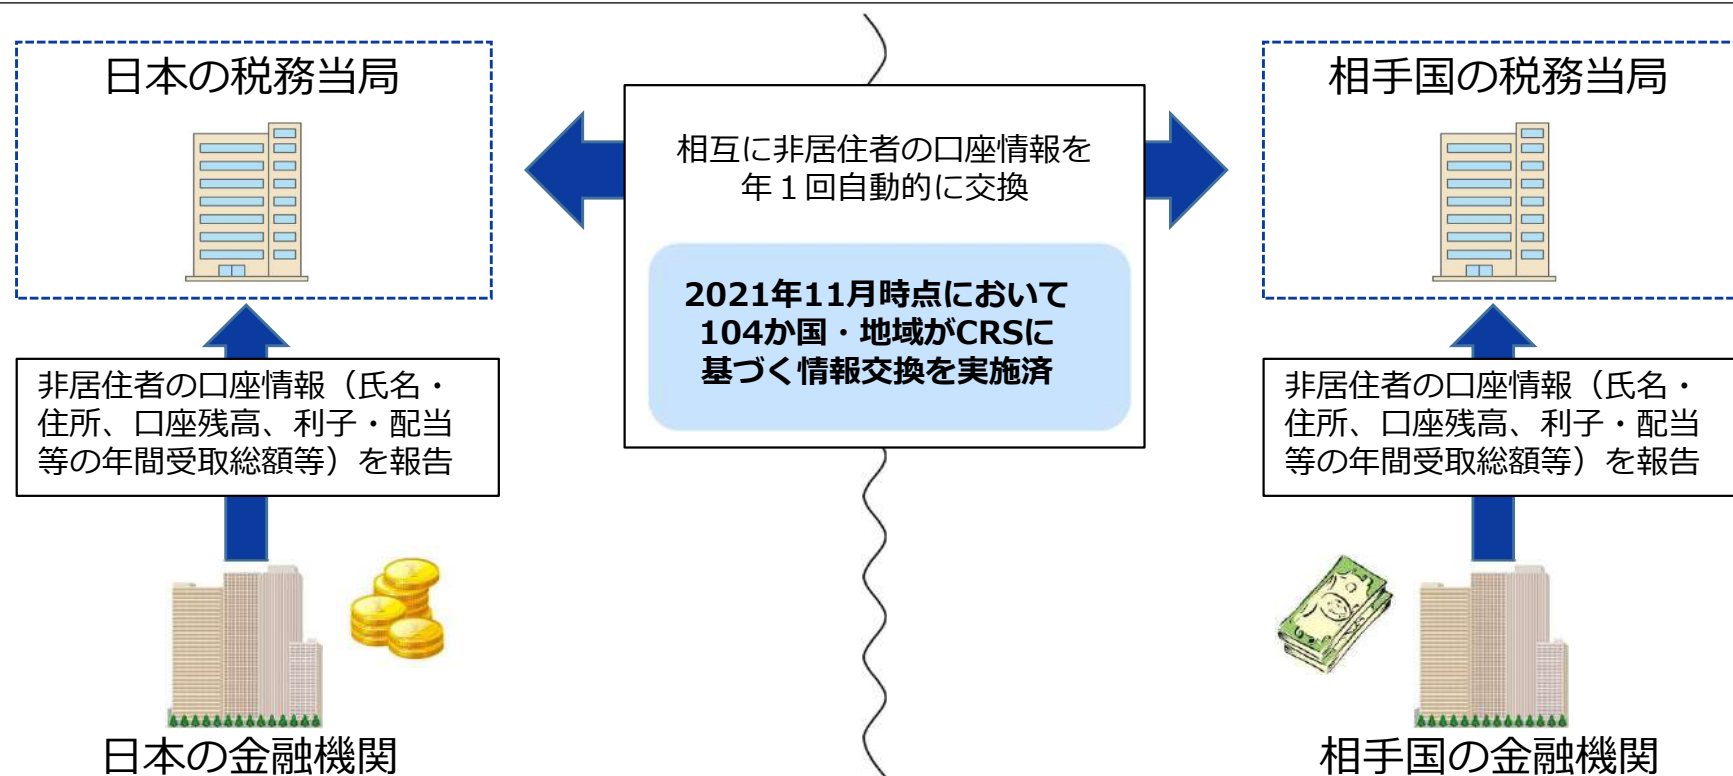 日本の税務当局
相手国の税務当局
相互に非居住者の口座情報を
年１回自動的に交換
2021年11月時点において
104か国・地域がCRSに
基づく情報交換を実施済
非居住者の口座情報（氏名・
住所、口座残高、利子・配当
等の年間受取総額等）を報告
非居住者の口座情報（氏名・
住所、口座残高、利子・配当
等の年間受取総額等）を報告
日本の金融機関
相手国の金融機関